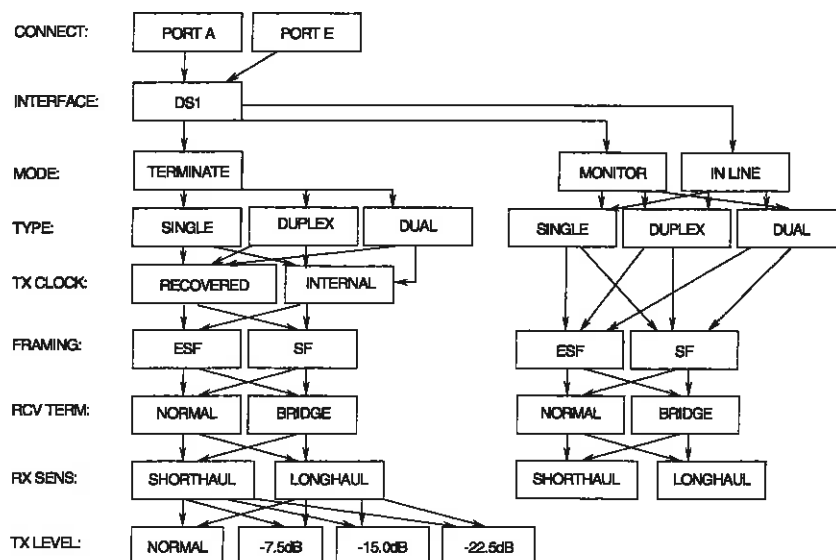 CONNECT: PORT A PORT E
INTERFACE: DS1
MODE: TERMINATE MONITOR IN LINE
TYPE: SINGLE DUPLEX DUAL SINGLE DUPLEX DUAL
TX CLOCK: RECOVERED INTERNAL
FRAMING: ESF SF ESF SF
RCV TERM: NORMAL BRIDGE NORMAL BRIDGE
RX SENS: SHORTHAUL LONGHAUL SHORTHAUL LONGHAUL
TX LEVEL: NORMAL -7.5dB -15.0dB -22.5dB